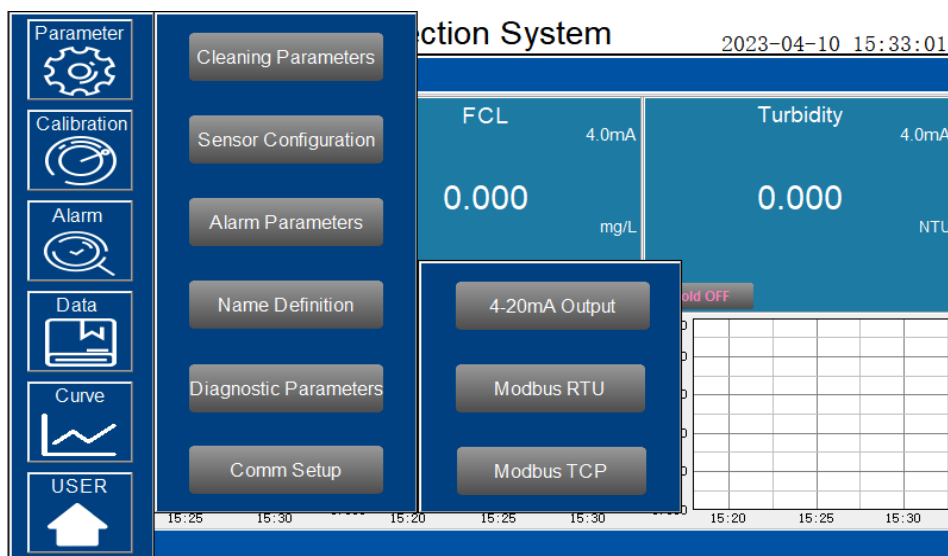 Parameter
Calibration
Alarm
Data
Curve
USER
Cleaning Parameters
Sensor Configuration
Alarm Parameters
Name Definition
Diagnostic Parameters
Comm Setup
4-20mA Output
Modbus RTU
Modbus TCP
ction System
2023-04-10 15:33:01
FCL
4.0mA
0.000
mg/L
Turbidity
4.0mA
0.000
NTU
old OFF
15:25 15:30 15:20 15:25 15:30 15:20 15:25 15:30